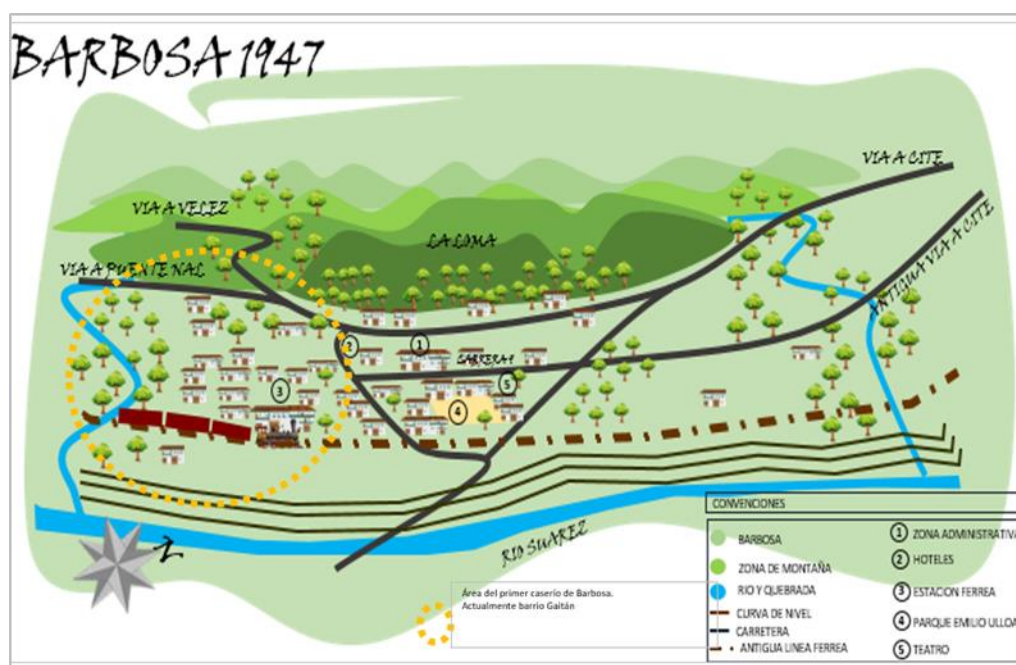 BARBOSA 1947
VIA A CITE
VIA A VELEZ
LA LOMA
VIA A PUENTE NAL
ANTIGUA VIA A CITE
2
1
CARRERA 9
3
5
4
N
RIO SUAREZ
CONVENCIONES
BARBOSA
ZONA DE MONTAÑA
RIO Y QUEBRADA
CURVA DE NIVEL
CARRETERA
ANTIGUA LINEA FERREA
1 ZONA ADMINISTRATIVA
2 HOTELES
3 ESTACION FERREA
4 PARQUE EMILIO ULLOA
5 TEATRO
Área del primer caserío de Barbosa.
Actualmente barrio Gaitán